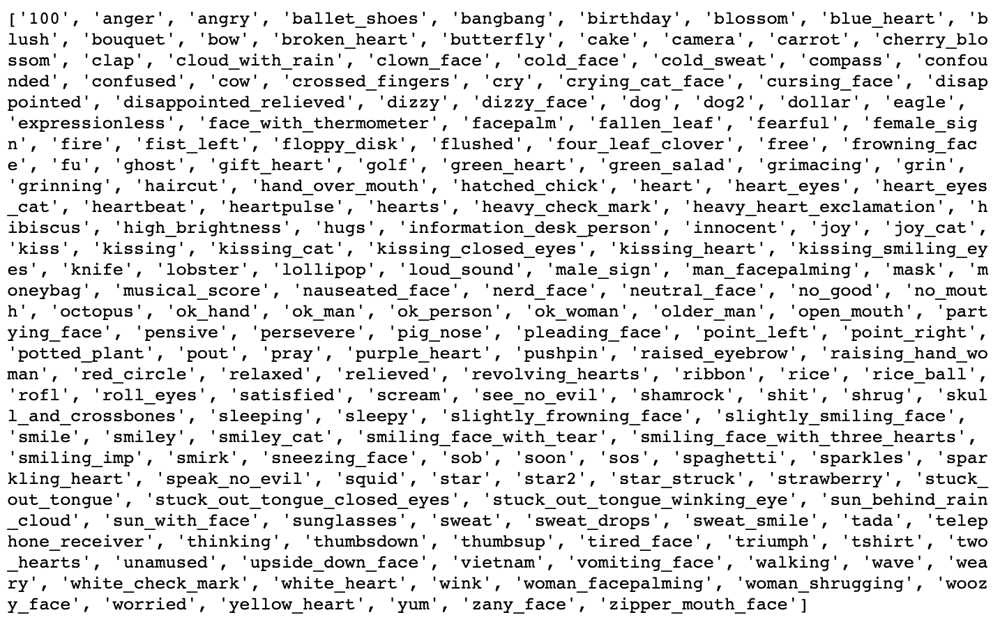 ['100', 'anger', 'angry', 'ballet_shoes', 'bangbang', 'birthday', 'blossom', 'blue_heart', 'b
lush', 'bouquet', 'bow', 'broken_heart', 'butterfly', 'cake', 'camera', 'carrot', 'cherry_blo
ssom', 'clap', 'cloud_with_rain', 'clown_face', 'cold_face', 'cold_sweat', 'compass', 'confou
nded', 'confused', 'cow', 'crossed_fingers', 'cry', 'crying_cat_face', 'cursing_face', 'disap
pointed', 'disappointed_relieved', 'dizzy', 'dizzy_face', 'dog', 'dog2', 'dollar', 'eagle',
'expressionless', 'face_with_thermometer', 'facepalm', 'fallen_leaf', 'fearful', 'female_sig
n', 'fire', 'fist_left', 'floppy_disk', 'flushed', 'four_leaf_clover', 'free', 'frowning_fac
e', 'fu', 'ghost', 'gift_heart', 'golf', 'green_heart', 'green_salad', 'grimacing', 'grin',
'grinning', 'haircut', 'hand_over_mouth', 'hatched_chick', 'heart', 'heart_eyes', 'heart_eyes
_cat', 'heartbeat', 'heartpulse', 'hearts', 'heavy_check_mark', 'heavy_heart_exclamation', 'h
ibiscus', 'high_brightness', 'hugs', 'information_desk_person', 'innocent', 'joy', 'joy_cat',
'kiss', 'kissing', 'kissing_cat', 'kissing_closed_eyes', 'kissing_heart', 'kissing_smiling_ey
es', 'knife', 'lobster', 'lollipop', 'loud_sound', 'male_sign', 'man_facepalming', 'mask', 'm
oneybag', 'musical_score', 'nauseated_face', 'nerd_face', 'neutral_face', 'no_good', 'no_mout
h', 'octopus', 'ok_hand', 'ok_man', 'ok_person', 'ok_woman', 'older_man', 'open_mouth', 'part
ying_face', 'pensive', 'persevere', 'pig_nose', 'pleading_face', 'point_left', 'point_right',
'potted_plant', 'pout', 'pray', 'purple_heart', 'pushpin', 'raised_eyebrow', 'raising_hand_wo
man', 'red_circle', 'relaxed', 'relieved', 'revolving_hearts', 'ribbon', 'rice', 'rice_ball',
'rofl', 'roll_eyes', 'satisfied', 'scream', 'see_no_evil', 'shamrock', 'shit', 'shrug', 'skul
l_and_crossbones', 'sleeping', 'sleepy', 'slightly_frowning_face', 'slightly_smiling_face',
'smile', 'smiley', 'smiley_cat', 'smiling_face_with_tear', 'smiling_face_with_three_hearts',
'smiling_imp', 'smirk', 'sneezing_face', 'sob', 'soon', 'sos', 'spaghetti', 'sparkles', 'spar
kling_heart', 'speak_no_evil', 'squid', 'star', 'star2', 'star_struck', 'strawberry', 'stuck_
out_tongue', 'stuck_out_tongue_closed_eyes', 'stuck_out_tongue_winking_eye', 'sun_behind_rain
_cloud', 'sun_with_face', 'sunglasses', 'sweat', 'sweat_drops', 'sweat_smile', 'tada', 'telep
hone_receiver', 'thinking', 'thumbsdown', 'thumbsup', 'tired_face', 'triumph', 'tshirt', 'two
_hearts', 'unamused', 'upside_down_face', 'vietnam', 'vomiting_face', 'walking', 'wave', 'wea
ry', 'white_check_mark', 'white_heart', 'wink', 'woman_facepalming', 'woman_shrugging', 'wooz
y_face', 'worried', 'yellow_heart', 'yum', 'zany_face', 'zipper_mouth_face']